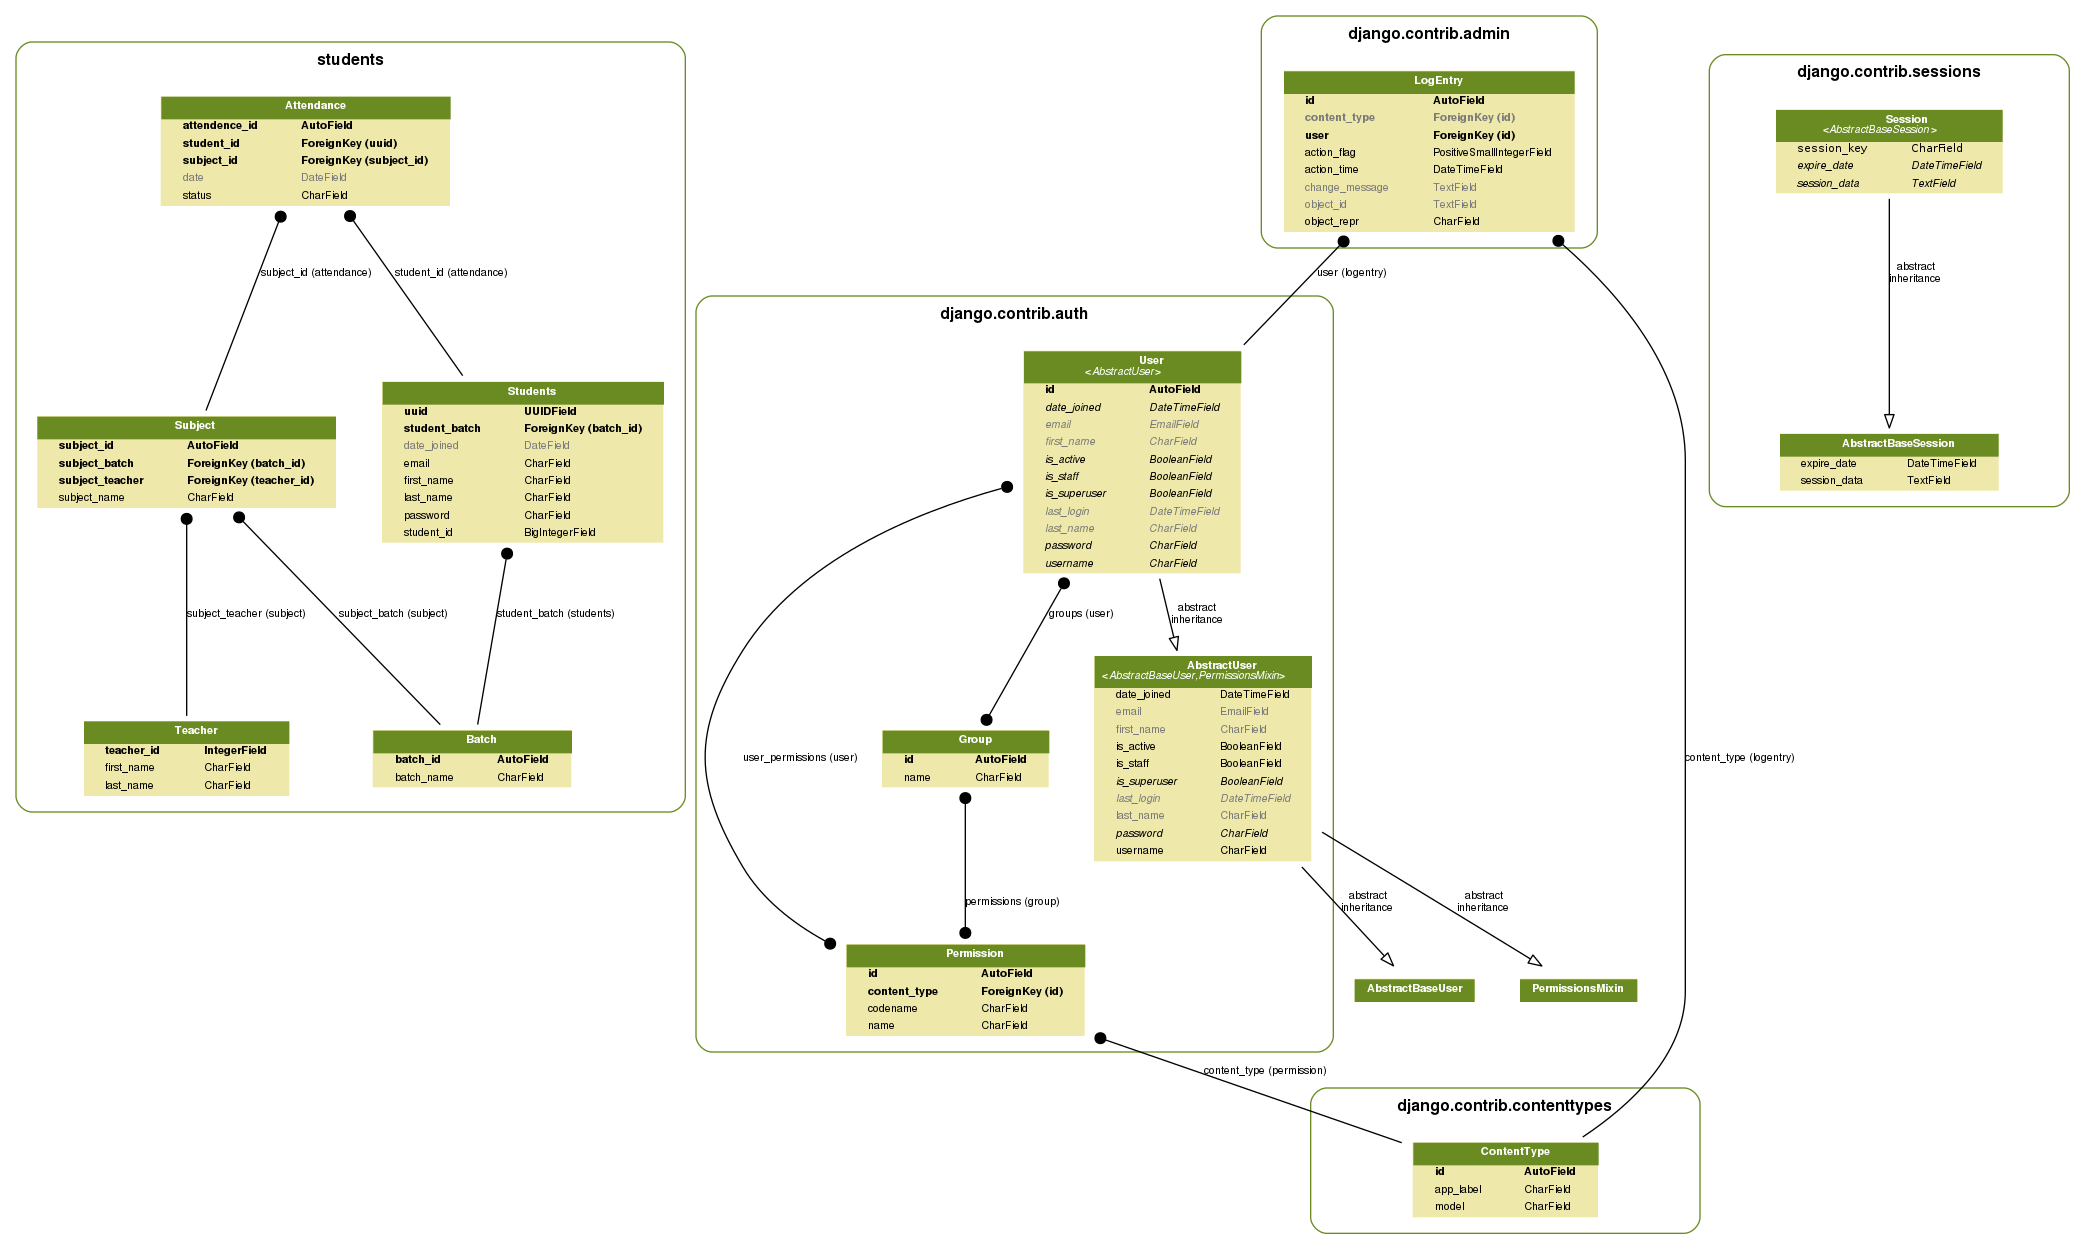 students
Attendance
attendence_id AutoField
student_id ForeignKey (uuid)
subject_id ForeignKey (subject_id)
date DateField
status CharField
subject_id (attendance)
student_id (attendance)
Subject
subject_id AutoField
subject_batch ForeignKey (batch_id)
subject_teacher ForeignKey (teacher_id)
subject_name CharField
Students
uuid UUIDField
student_batch ForeignKey (batch_id)
date_joined DateField
email CharField
first_name CharField
last_name CharField
password CharField
student_id BigIntegerField
subject_teacher (subject)
subject_batch (subject)
student_batch (students)
Teacher
teacher_id IntegerField
first_name CharField
last_name CharField
Batch
batch_id AutoField
batch_name CharField
django.contrib.admin
LogEntry
id AutoField
content_type ForeignKey (id)
user ForeignKey (id)
action_flag PositiveSmallIntegerField
action_time DateTimeField
change_message TextField
object_id TextField
object_repr CharField
user (logentry)
django.contrib.auth
User
<AbstractUser>
id AutoField
date_joined DateTimeField
email EmailField
first_name CharField
is_active BooleanField
is_staff BooleanField
is_superuser BooleanField
last_login DateTimeField
last_name CharField
password CharField
username CharField
groups (user)
abstract
inheritance
AbstractUser
<AbstractBaseUser,PermissionsMixin>
date_joined DateTimeField
email EmailField
first_name CharField
is_active BooleanField
is_staff BooleanField
is_superuser BooleanField
last_login DateTimeField
last_name CharField
password CharField
username CharField
user_permissions (user)
Group
id AutoField
name CharField
permissions (group)
Permission
id AutoField
content_type ForeignKey (id)
codename CharField
name CharField
abstract
inheritance
abstract
inheritance
AbstractBaseUser
PermissionsMixin
content_type (logentry)
content_type (permission)
django.contrib.contenttypes
ContentType
id AutoField
app_label CharField
model CharField
django.contrib.sessions
Session
<AbstractBaseSession>
session_key CharField
expire_date DateTimeField
session_data TextField
abstract
inheritance
AbstractBaseSession
expire_date DateTimeField
session_data TextField